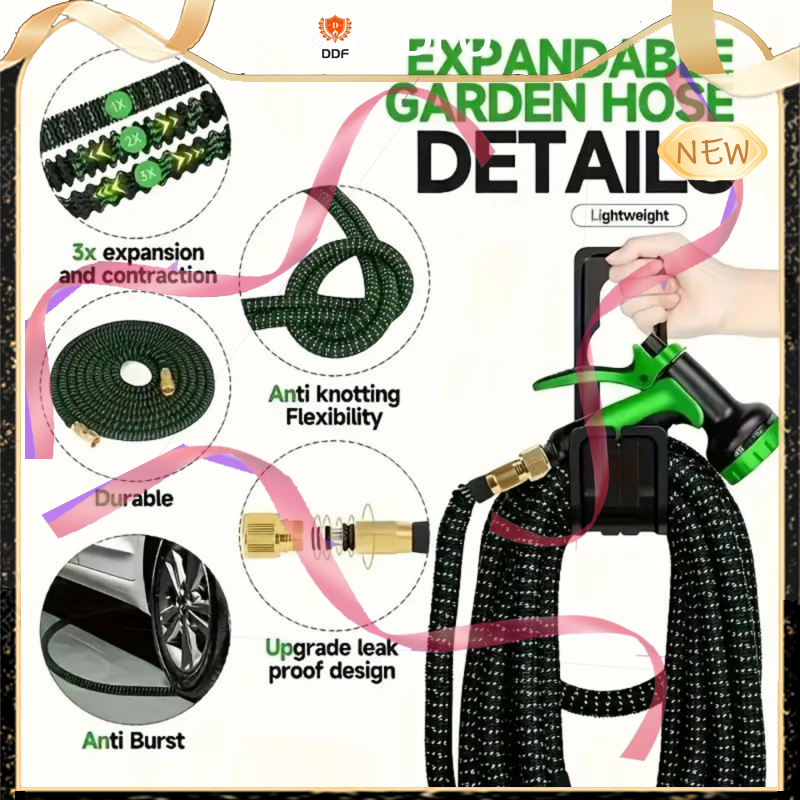 DDF
EXPANDABLE
GARDEN HOSE
DETAILS
NEW
Lightweight
1X
2X
3X
3x expansion
and contraction
Anti knotting
Flexibility
Durable
Upgrade leak
proof design
Anti Burst